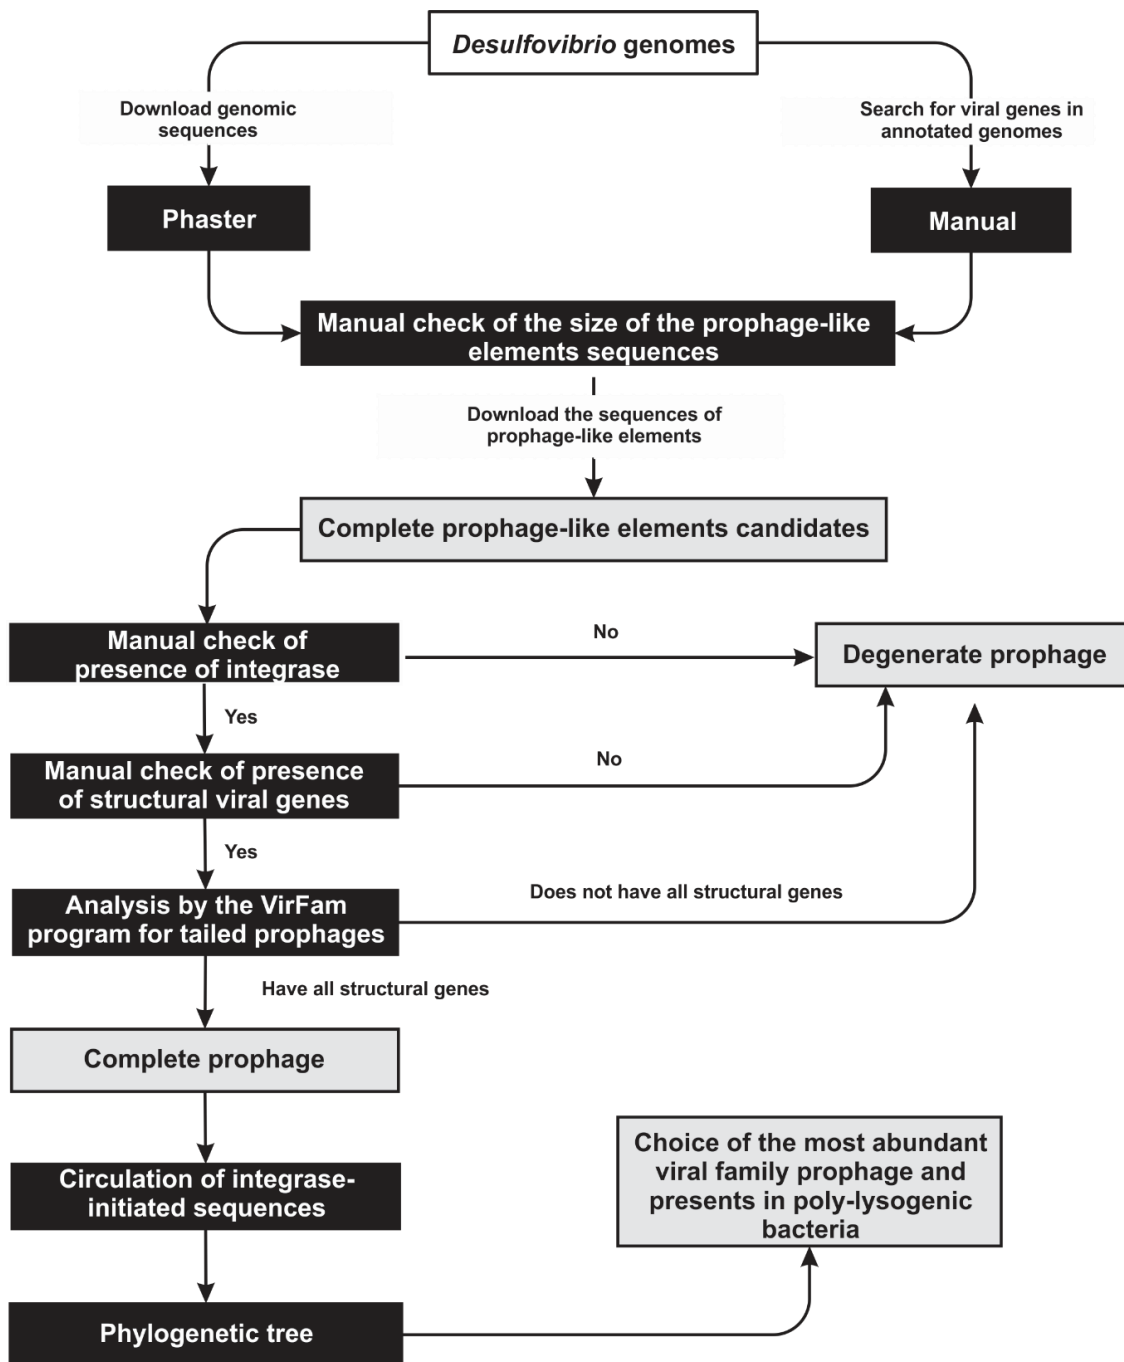 Desulfovibrio genomes
Download genomic
sequences
Search for viral genes in
annotated genomes
Phaster
Manual
Manual check of the size of the prophage-like
elements sequences
Download the sequences of
prophage-like elements
Complete prophage-like elements candidates
Manual check of
presence of integrase
No
Degenerate prophage
Yes
Manual check of presence
of structural viral genes
No
Yes
Analysis by the VirFam
program for tailed prophages
Does not have all structural genes
Have all structural genes
Complete prophage
Circulation of integrase-
initiated sequences
Choice of the most abundant
viral family prophage and
presents in poly-lysogenic
bacteria
Phylogenetic tree